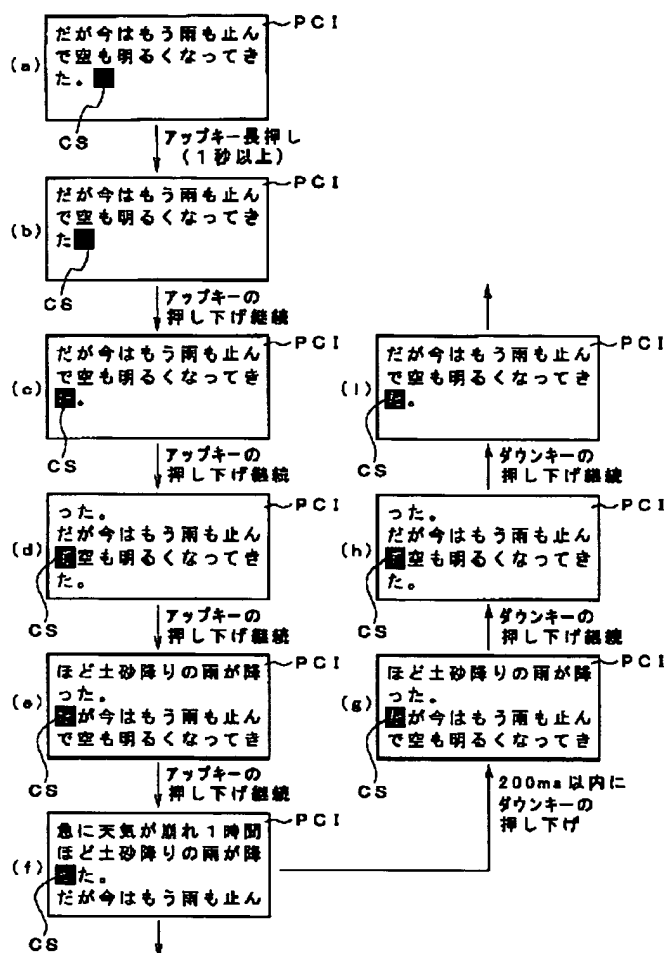 (a)
PCI
だが今はもう雨も止ん
で空も明るくなってき
た。
CS
アップキー長押し
(1秒以上)
(b)
PCI
だが今はもう雨も止ん
で空も明るくなってき
た
CS
アップキーの
押し下げ継続
(c)
PCI
だが今はもう雨も止ん
で空も明るくなってき
た。
CS
アップキーの
押し下げ継続
(d)
PCI
った。
だが今はもう雨も止ん
で空も明るくなってき
た。
CS
アップキーの
押し下げ継続
(e)
PCI
ほど土砂降りの雨が降
った。
だが今はもう雨も止ん
で空も明るくなってき
CS
アップキーの
押し下げ継続
(f)
PCI
急に天気が崩れ1時間
ほど土砂降りの雨が降
った。
だが今はもう雨も止ん
CS
200ms以内に
ダウンキーの
押し下げ
(g)
PCI
ほど土砂降りの雨が降
った。
だが今はもう雨も止ん
で空も明るくなってき
CS
ダウンキーの
押し下げ継続
(h)
PCI
った。
だが今はもう雨も止ん
で空も明るくなってき
た。
CS
ダウンキーの
押し下げ継続
(l)
PCI
だが今はもう雨も止ん
で空も明るくなってき
た。
CS